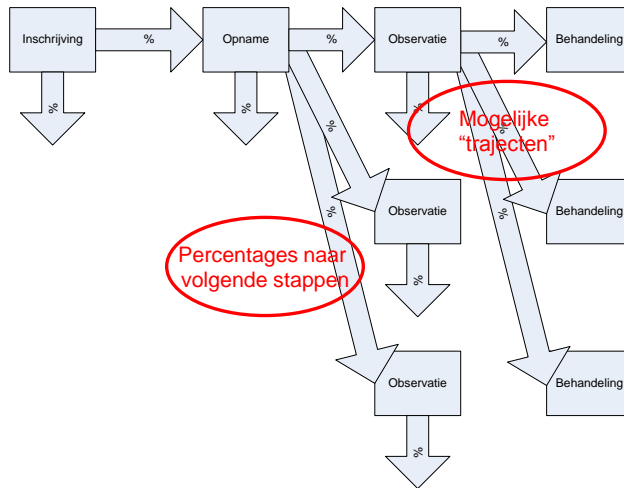 Inschrijving
%
Opname
%
Observatie
%
Behandeling
%
%
%
Mogelijke
“trajecten”
%
%
%
%
Observatie
Behandeling
Percentages naar
volgende stappen
%
Observatie
Behandeling
%